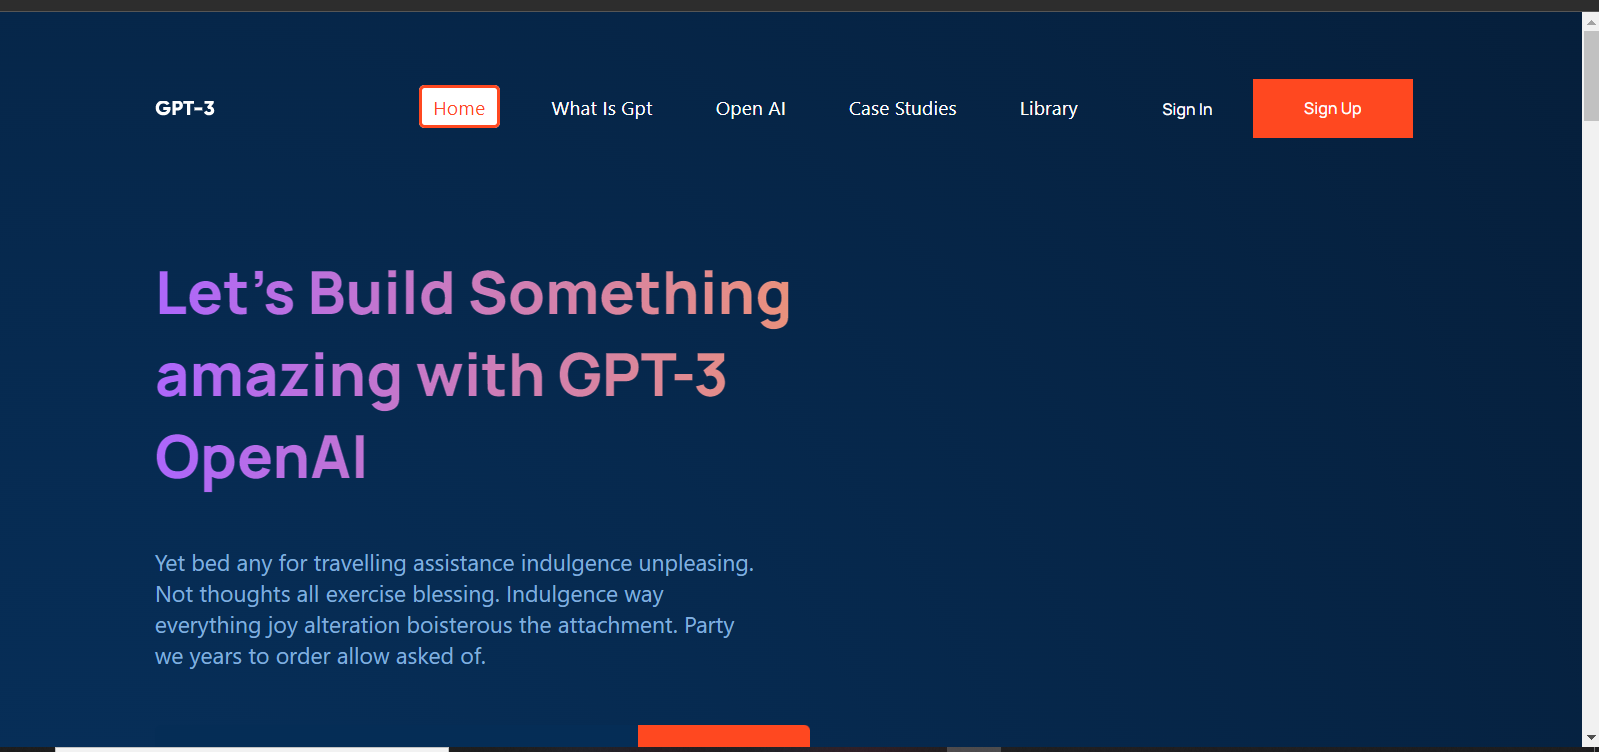 GPT-3
Home
What Is Gpt
Open AI
Case Studies
Library
Sign In
Sign Up
Let’s Build Something
amazing with GPT-3
OpenAI
Yet bed any for travelling assistance indulgence unpleasing.
Not thoughts all exercise blessing. Indulgence way
everything joy alteration boisterous the attachment. Party
we years to order allow asked of.